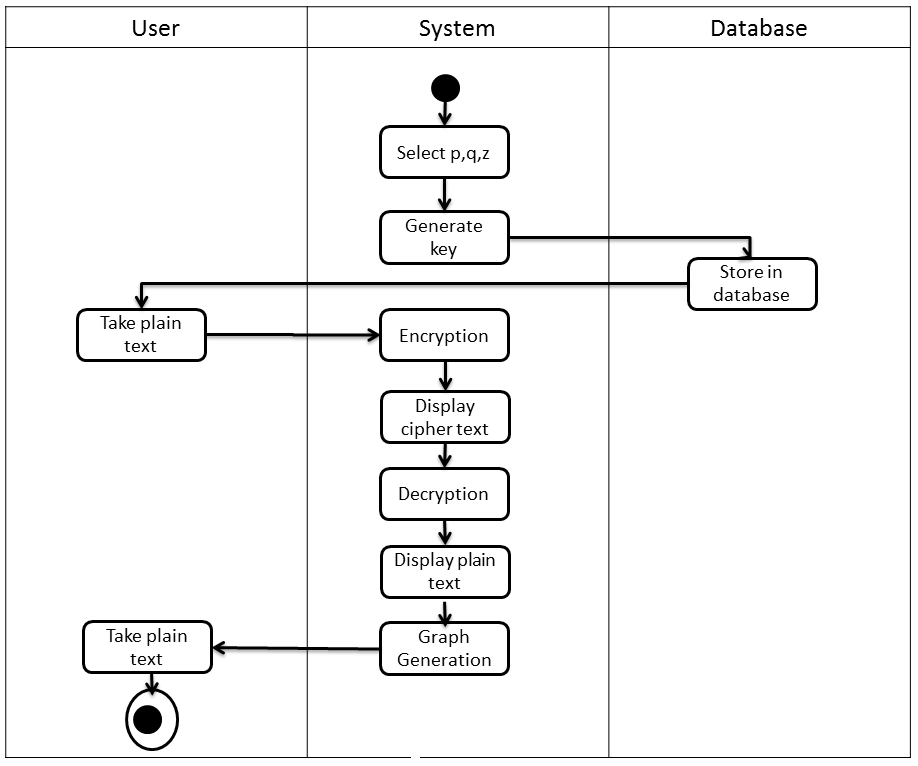 User
System
Database
Select p,q,z
Generate
key
Store in
database
Take plain
text
Encryption
Display
cipher text
Decryption
Display plain
text
Graph
Generation
Take plain
text